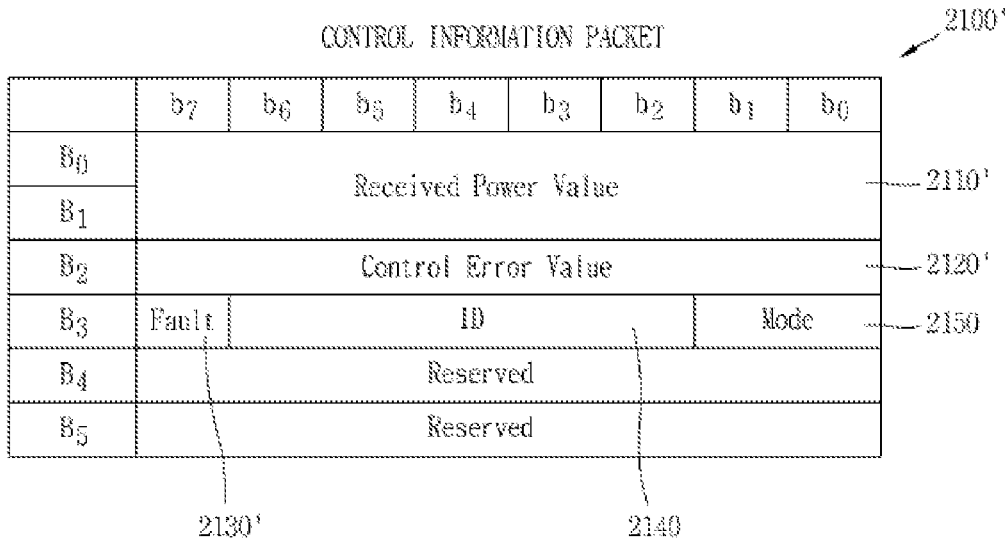 2100'
CONTROL INFORMATION PACKET
b7 b6 b5 b4 b3 b2 b1 b0
B0
Received Power Value 2110'
B1
B2 Control Error Value 2120'
B3 Fault ID Mode 2150
B4 Reserved
B5 Reserved
2130' 2140